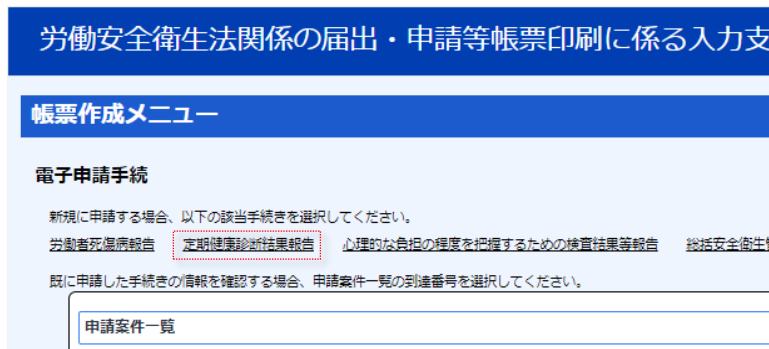 労働安全衛生法関係の届出・申請等帳票印刷に係る入力支
帳票作成メニュー
電子申請手続
新規に申請する場合、以下の該当手続きを選択してください。
労働者死傷病報告 定期健康診断結果報告 心理的な負担の程度を把握するための検査結果等報告 総括安全衛生
既に申請した手続きの情報を確認する場合、申請案件一覧の到達番号を選択してください。
申請案件一覧